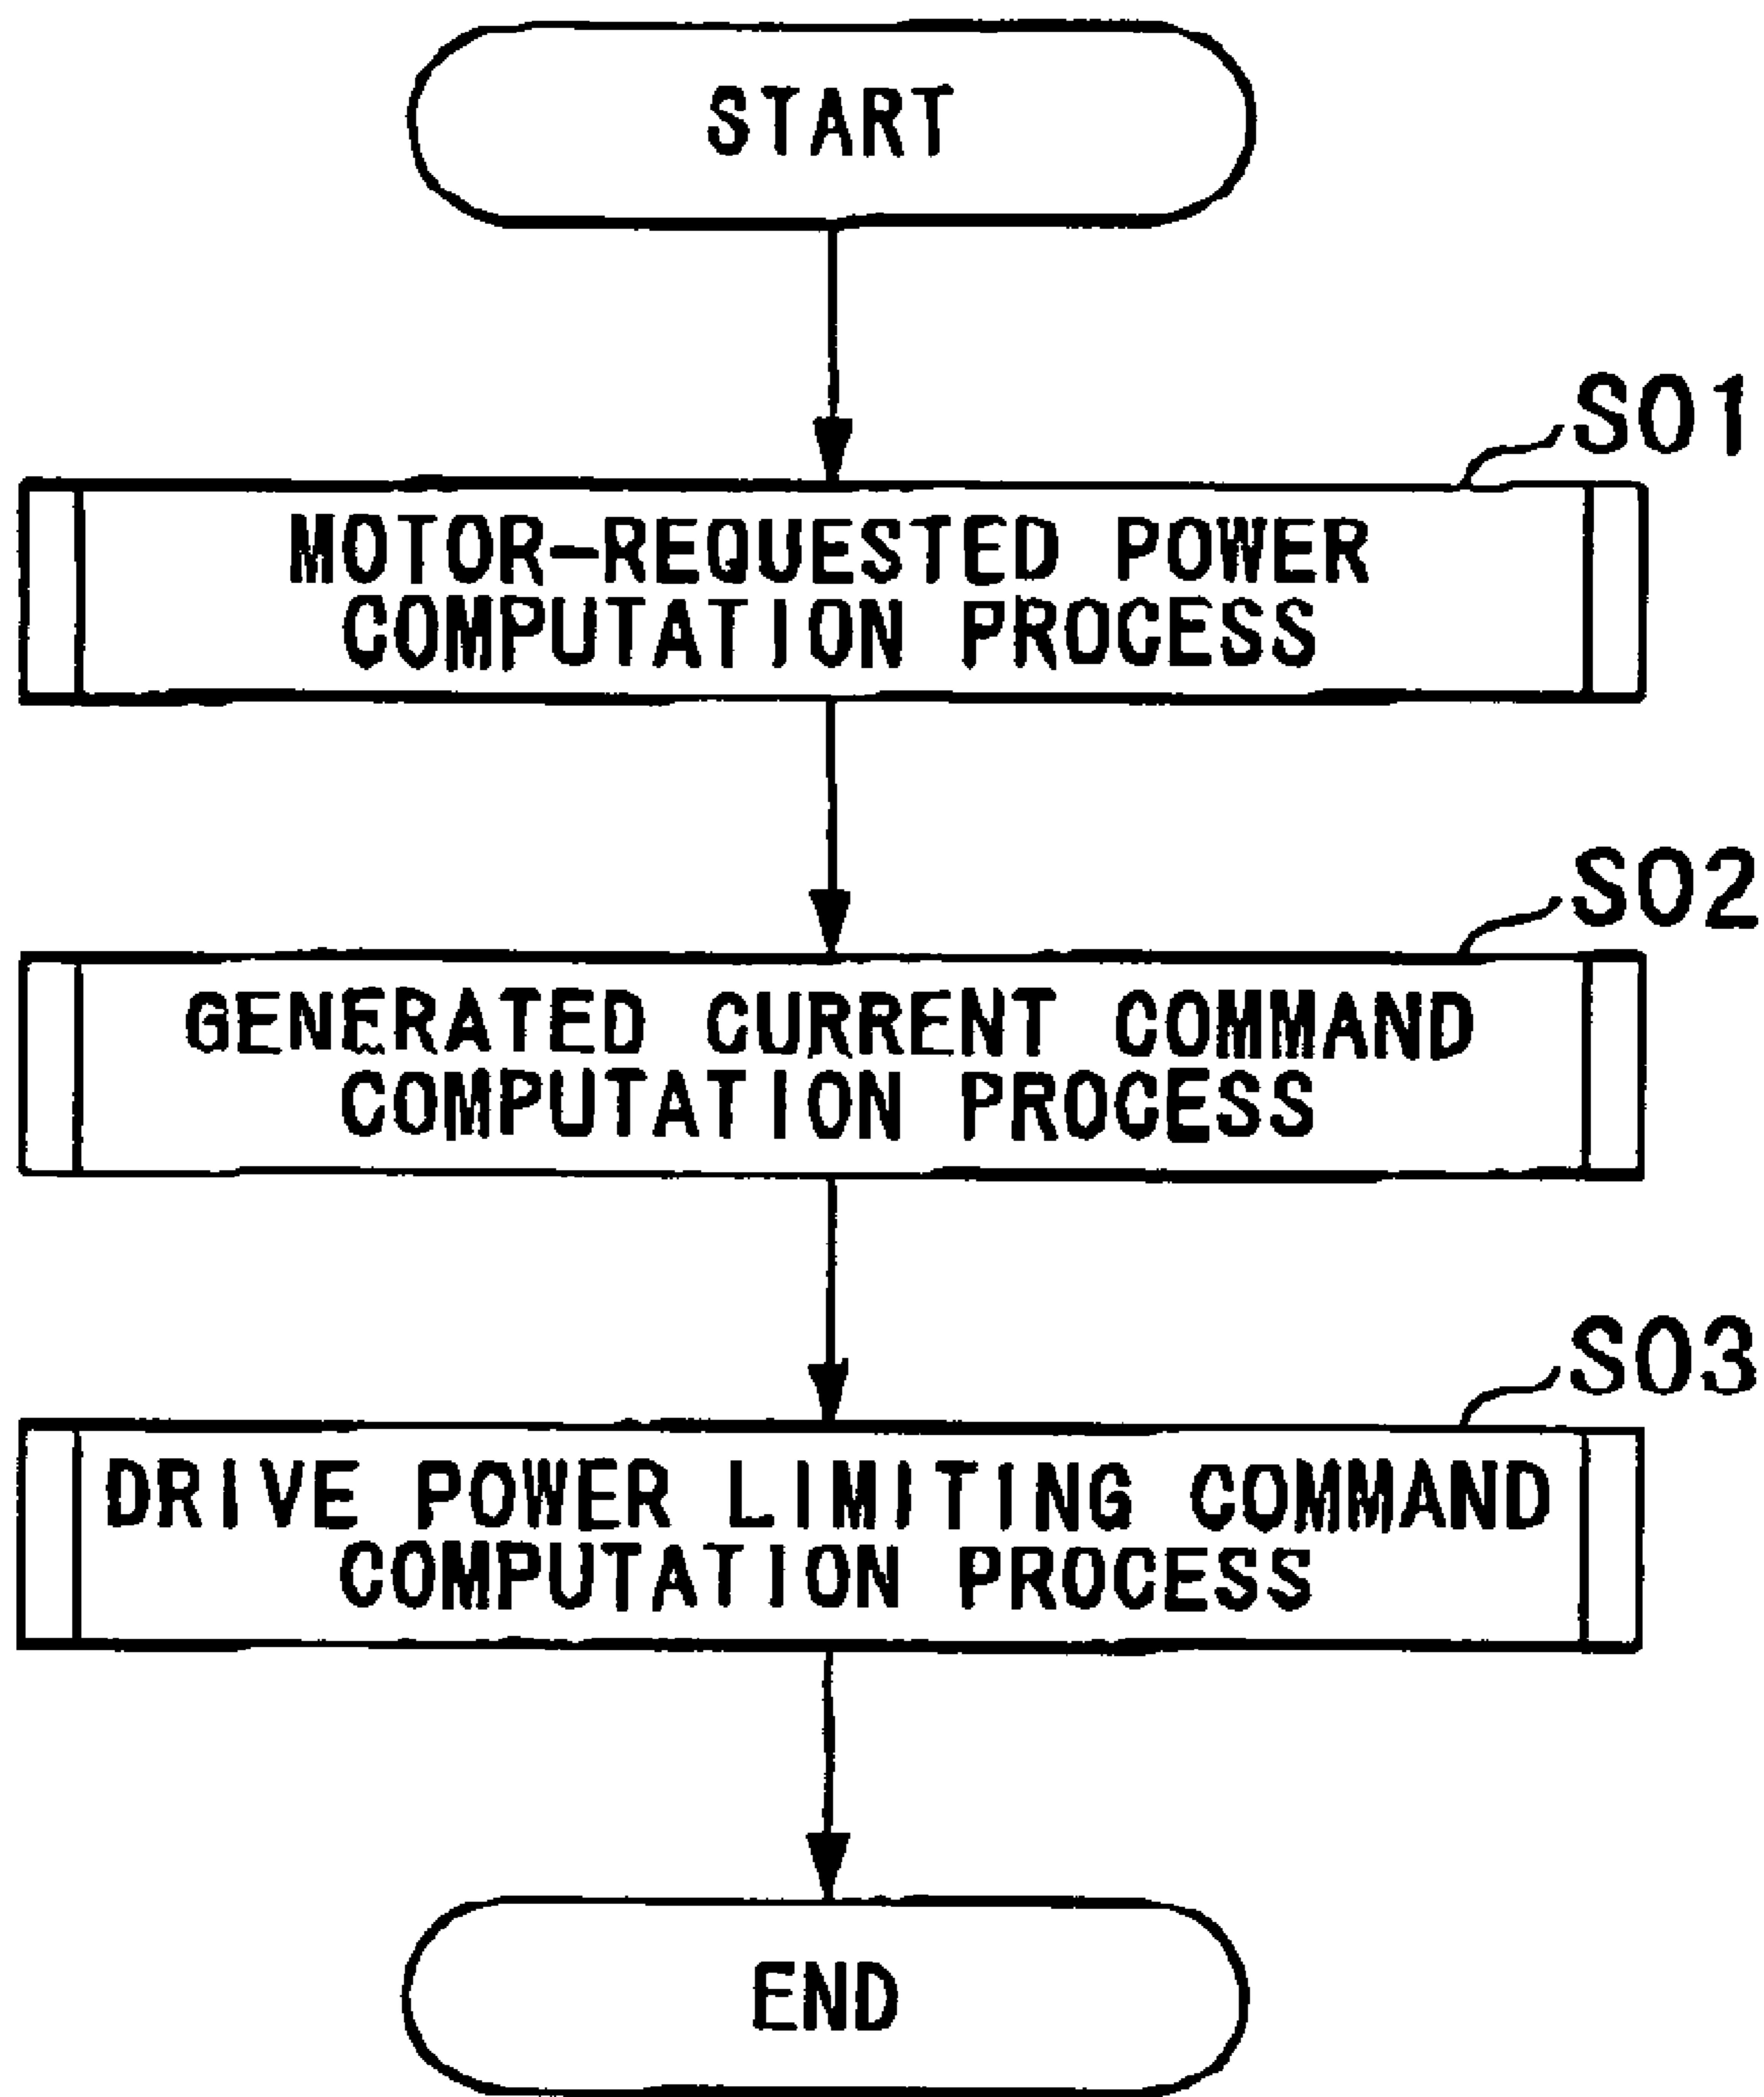 START
S01
MOTOR-REQUESTED POWER
COMPUTATION PROCESS
S02
GENERATED CURRENT COMMAND
COMPUTATION PROCESS
S03
DRIVE POWER LIMITING COMMAND
COMPUTATION PROCESS
END